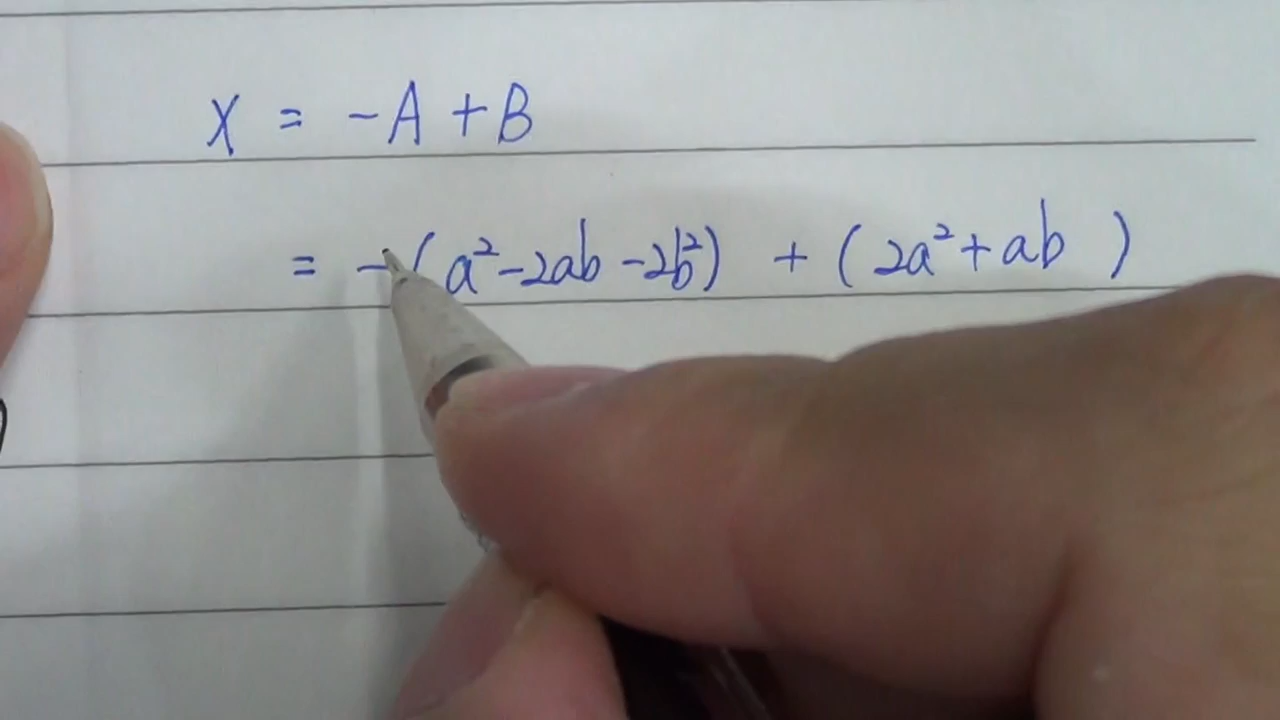 X = -A + B
= -(a²-2ab-2b²) + (2a²+ab )